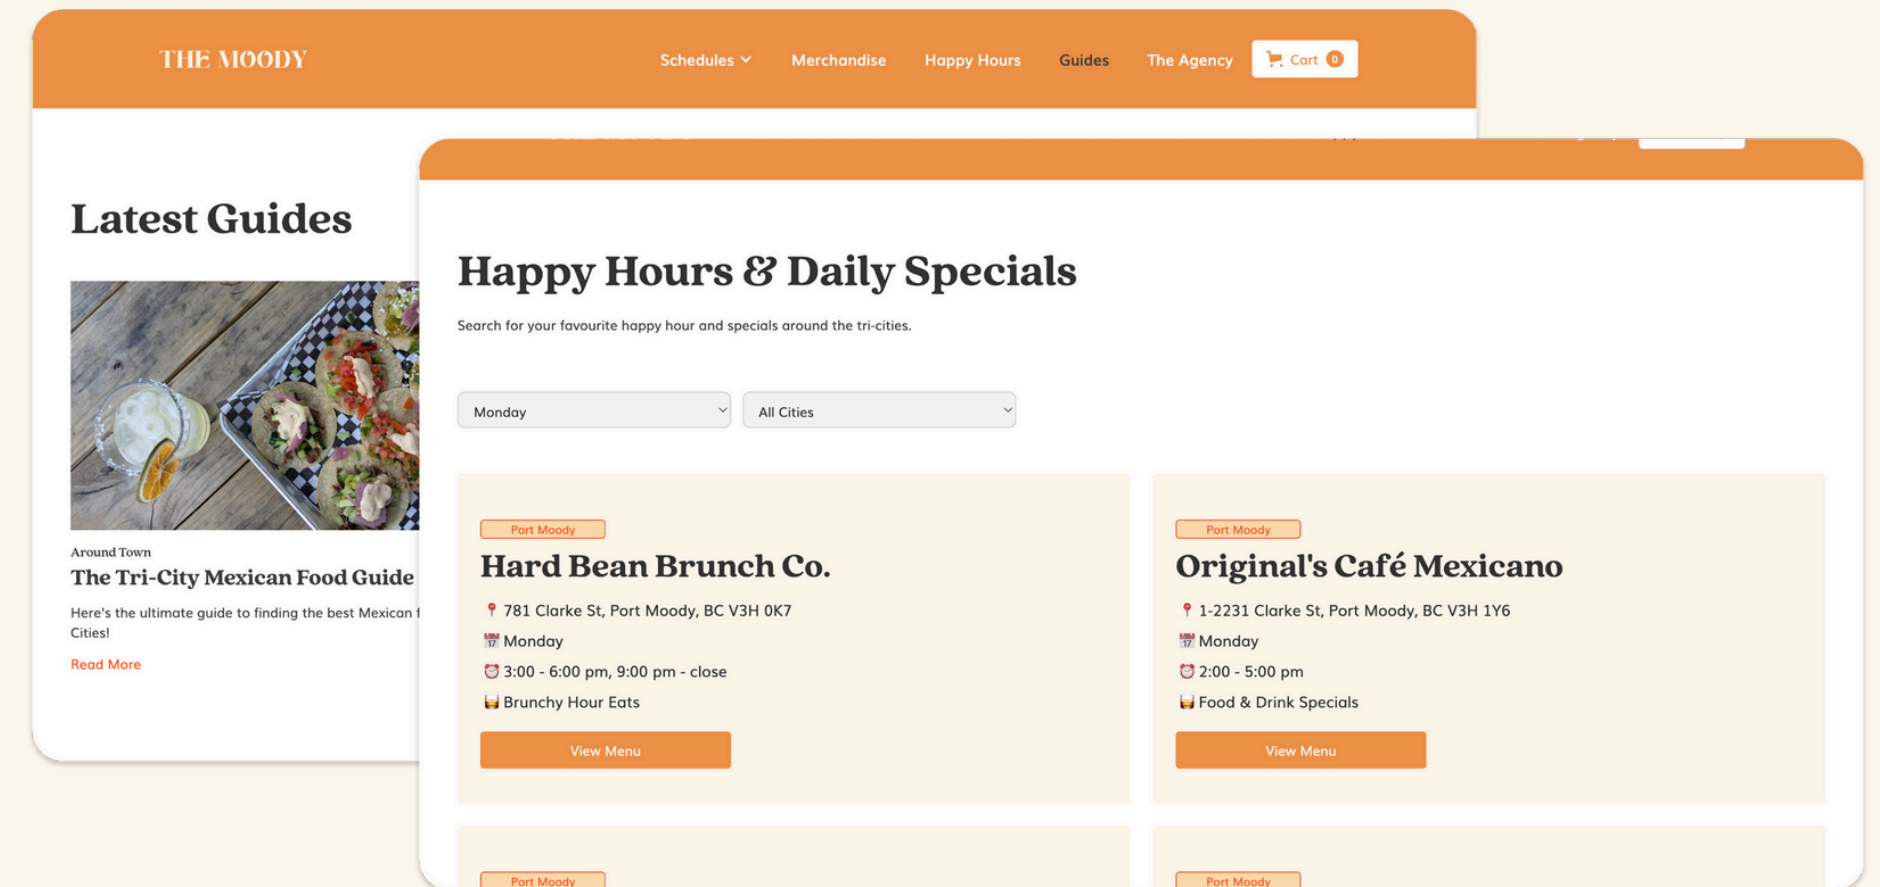 THE MOODY
Schedules
Merchandise
Happy Hours
Guides
The Agency
Cart 0
Latest Guides
Around Town
The Tri-City Mexican Food Guide
Here's the ultimate guide to finding the best Mexican
Cities!
Read More
Happy Hours & Daily Specials
Search for your favourite happy hour and specials around the tri-cities.
Monday
All Cities
Port Moody
Hard Bean Brunch Co.
📍 781 Clarke St, Port Moody, BC V3H 0K7
📅 Monday
⏰ 3:00 - 6:00 pm, 9:00 pm - close
🥃 Brunchy Hour Eats
View Menu
Port Moody
Original's Café Mexicano
📍 1-2231 Clarke St, Port Moody, BC V3H 1Y6
📅 Monday
⏰ 2:00 - 5:00 pm
🥃 Food & Drink Specials
View Menu
Port Moody
Port Moody